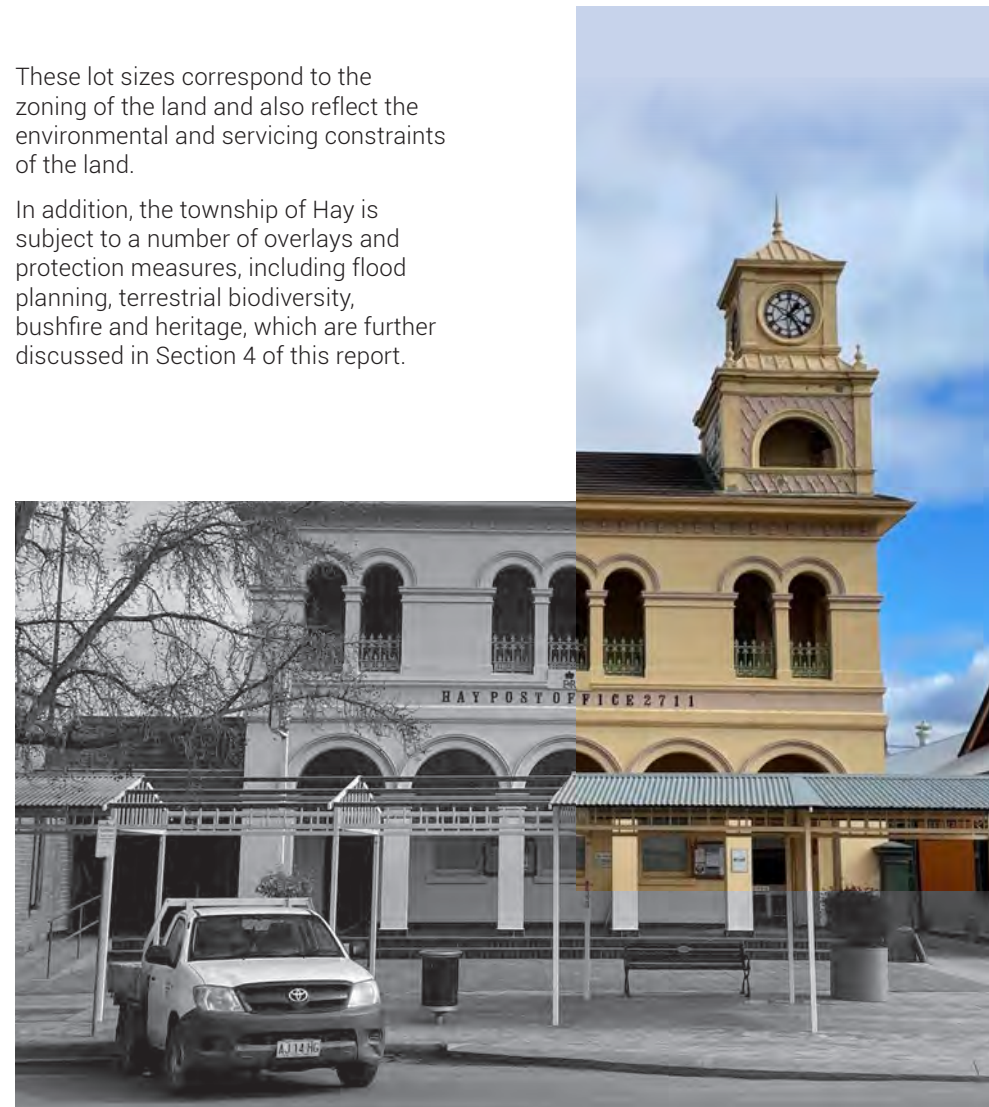 These lot sizes correspond to the
zoning of the land and also reflect the
environmental and servicing constraints
of the land.
In addition, the township of Hay is
subject to a number of overlays and
protection measures, including flood
planning, terrestrial biodiversity,
bushfire and heritage, which are further
discussed in Section 4 of this report.
HAY POST OFFICE 2711